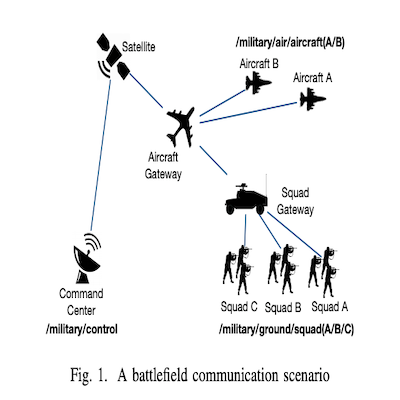 Satellite
/military/air/aircraft(A/B)
Aircraft B
Aircraft A
Aircraft
Gateway
Squad
Gateway
Command
Center
/military/control
Squad C
Squad B
Squad A
/military/ground/squad(A/B/C)
Fig. 1. A battlefield communication scenario